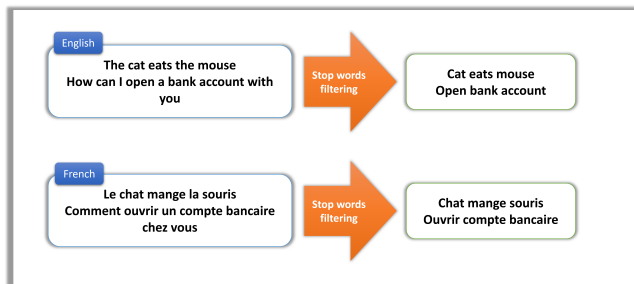 English
The cat eats the mouse
How can I open a bank account with
you
Stop words
filtering
Cat eats mouse
Open bank account
French
Le chat mange la souris
Comment ouvrir un compte bancaire
chez vous
Stop words
filtering
Chat mange souris
Ouvrir compte bancaire